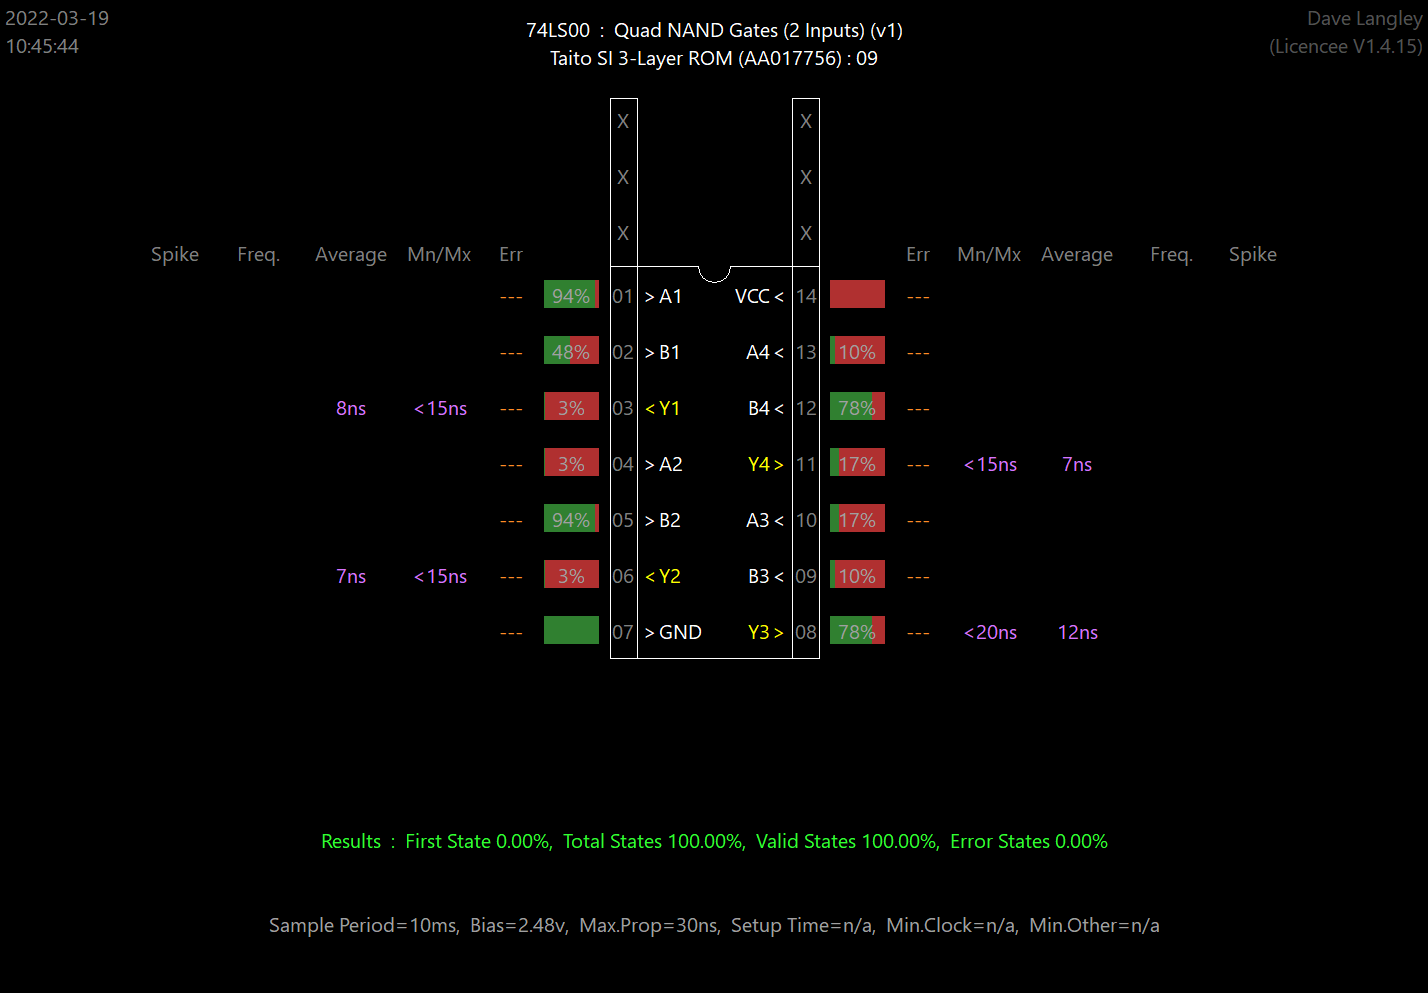 2022-03-19
10:45:44
74LS00 : Quad NAND Gates (2 Inputs) (v1)
Taito SI 3-Layer ROM (AA017756) : 09
Dave Langley
(Licencee V1.4.15)
X X
X X
X X
Spike Freq. Average Mn/Mx Err Err Mn/Mx Average Freq. Spike
--- 94% 01 >A1 VCC< 14 ---
--- 48% 02 >B1 A4< 13 10% ---
8ns <15ns --- 3% 03 <Y1 B4< 12 78% ---
--- 3% 04 >A2 Y4> 11 17% --- <15ns 7ns
--- 94% 05 >B2 A3< 10 17% ---
7ns <15ns --- 3% 06 <Y2 B3< 09 10% ---
--- 07 >GND Y3> 08 78% --- <20ns 12ns
Results : First State 0.00%, Total States 100.00%, Valid States 100.00%, Error States 0.00%
Sample Period=10ms, Bias=2.48v, Max.Prop=30ns, Setup Time=n/a, Min.Clock=n/a, Min.Other=n/a